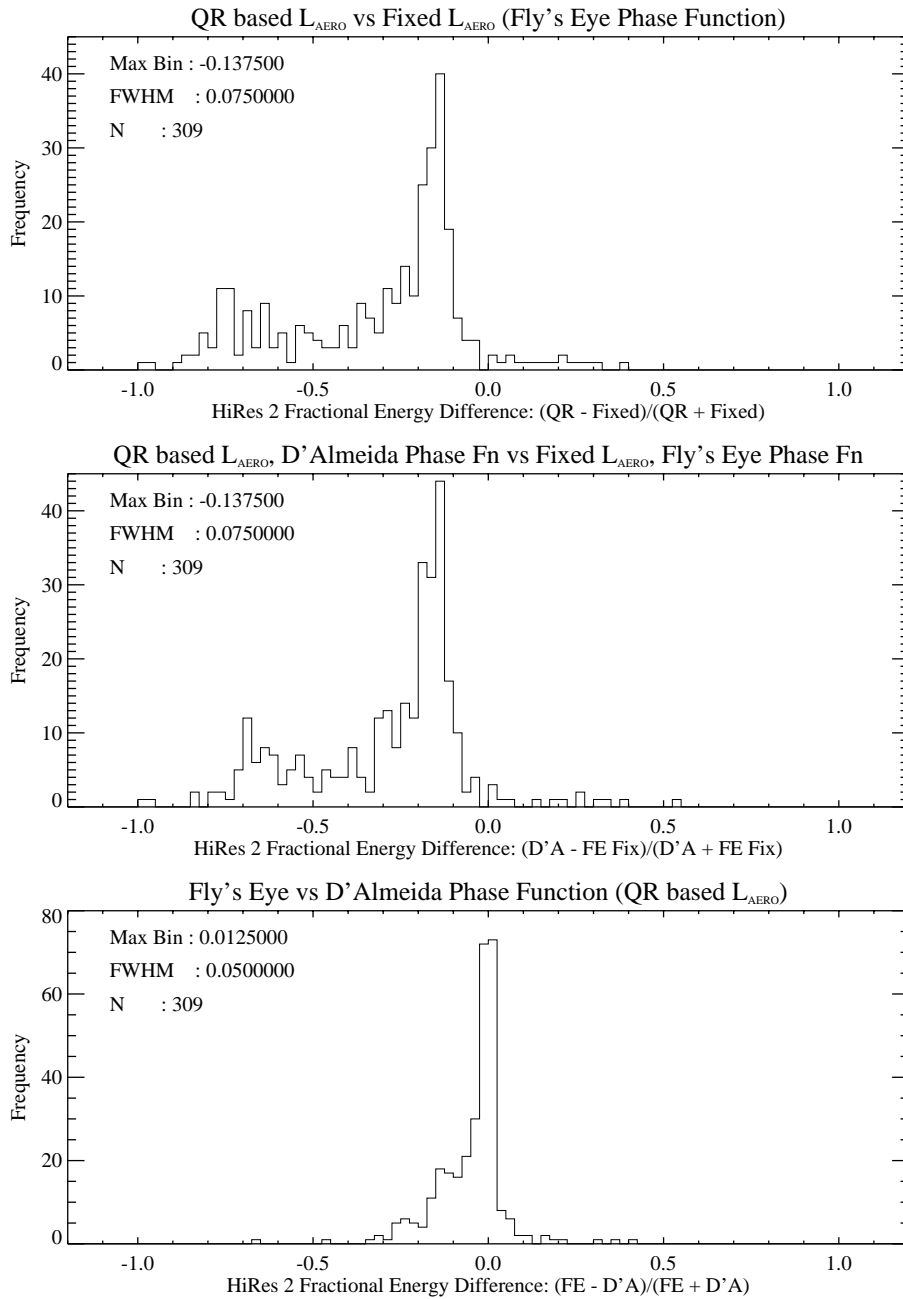 QR based L_AERO vs Fixed L_AERO (Fly's Eye Phase Function)
Max Bin : -0.137500
FWHM : 0.0750000
N : 309
40
30
20
10
0
Frequency
-1.0 -0.5 0.0 0.5 1.0
HiRes 2 Fractional Energy Difference: (QR - Fixed)/(QR + Fixed)
QR based L_AERO, D'Almeida Phase Fn vs Fixed L_AERO, Fly's Eye Phase Fn
Max Bin : -0.137500
FWHM : 0.0750000
N : 309
40
30
20
10
0
Frequency
-1.0 -0.5 0.0 0.5 1.0
HiRes 2 Fractional Energy Difference: (D'A - FE Fix)/(D'A + FE Fix)
Fly's Eye vs D'Almeida Phase Function (QR based L_AERO)
Max Bin : 0.0125000
FWHM : 0.0500000
N : 309
80
60
40
20
0
Frequency
-1.0 -0.5 0.0 0.5 1.0
HiRes 2 Fractional Energy Difference: (FE - D'A)/(FE + D'A)